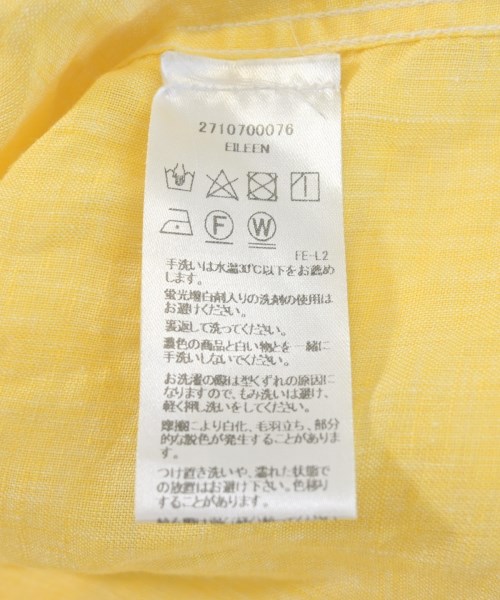 2710700076
EILEEN
F
W
FE-L2
手洗いは水温30℃以下をお奨め
します。
蛍光増白剤入りの洗剤の使用は
お避けください。
裏返して洗ってください。
濃色の商品と白い物とを一緒に
手洗いしないでください。
お洗濯の際は型くずれの原因に
なりますので、もみ洗いは避け、
軽く押し洗いをしてください。
摩擦により白化、毛羽立ち、部分
的な脱色が発生することがありま
す。
つけ置き洗いや、濡れた状態で
の放置はお避け下さい。色移り
することがあります。